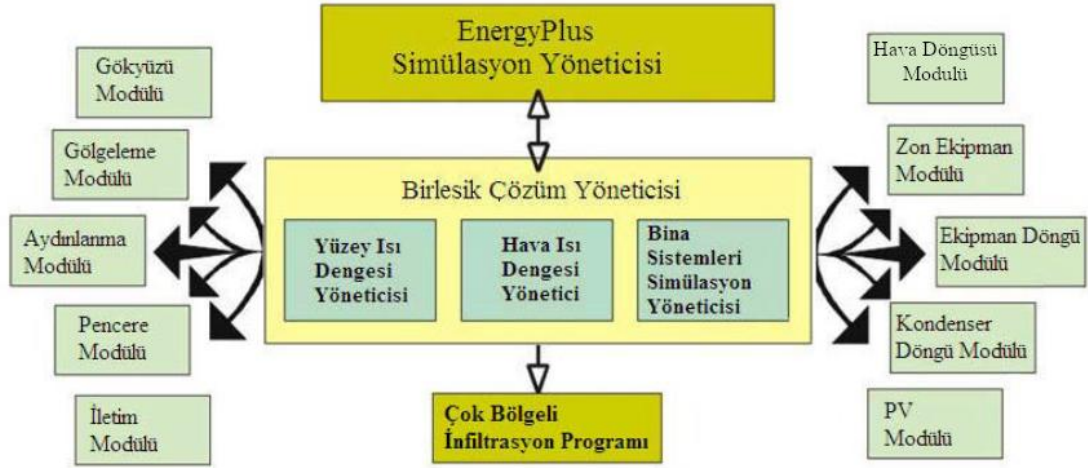 EnergyPlus
Simülasyon Yöneticisi
Gökyüzü
Modülü
Gölgeleme
Modülü
Aydınlanma
Modülü
Pencere
Modülü
İletim
Modülü
Birlesik Çözüm Yöneticisi
Yüzey Isı
Dengesi
Yöneticisi
Hava Isı
Dengesi
Yönetici
Bina
Sistemleri
Simülasyon
Yöneticisi
Çok Bölgeli
İnfiltrasyon Programı
Hava Döngüsü
Modulü
Zon Ekipman
Modülü
Ekipman Döngü
Modülü
Kondenser
Döngü Modülü
PV
Modülü